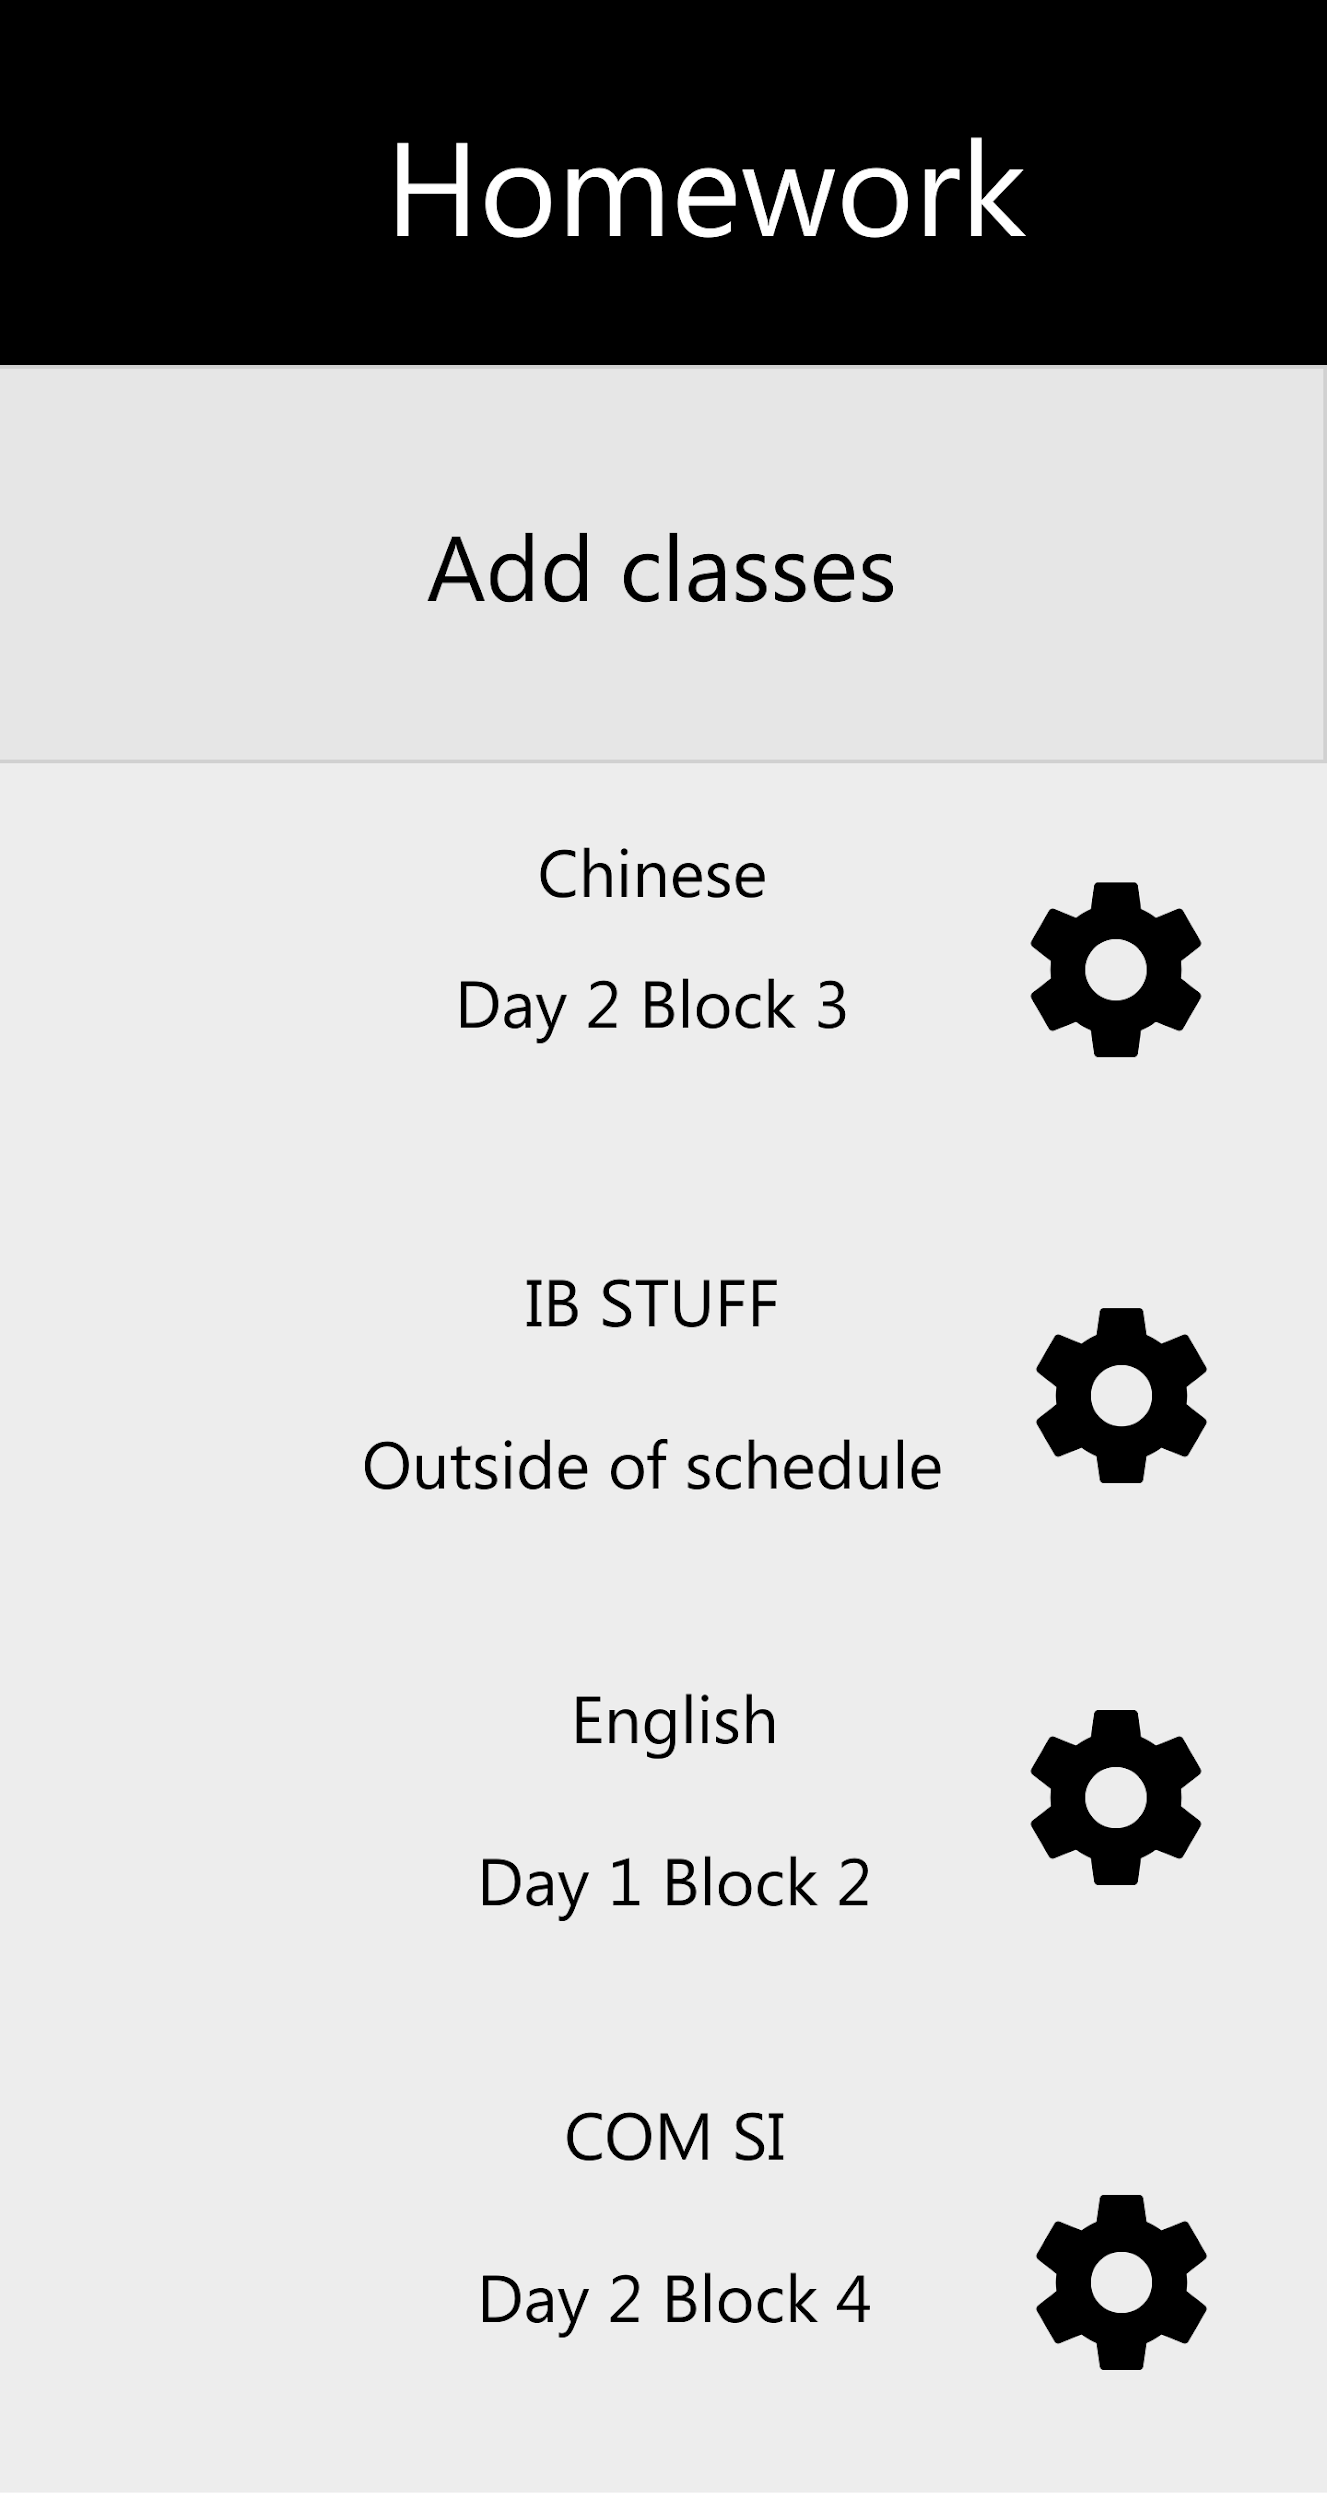 Homework
Add classes
Chinese
Day 2 Block 3
IB STUFF
Outside of schedule
English
Day 1 Block 2
COM SI
Day 2 Block 4